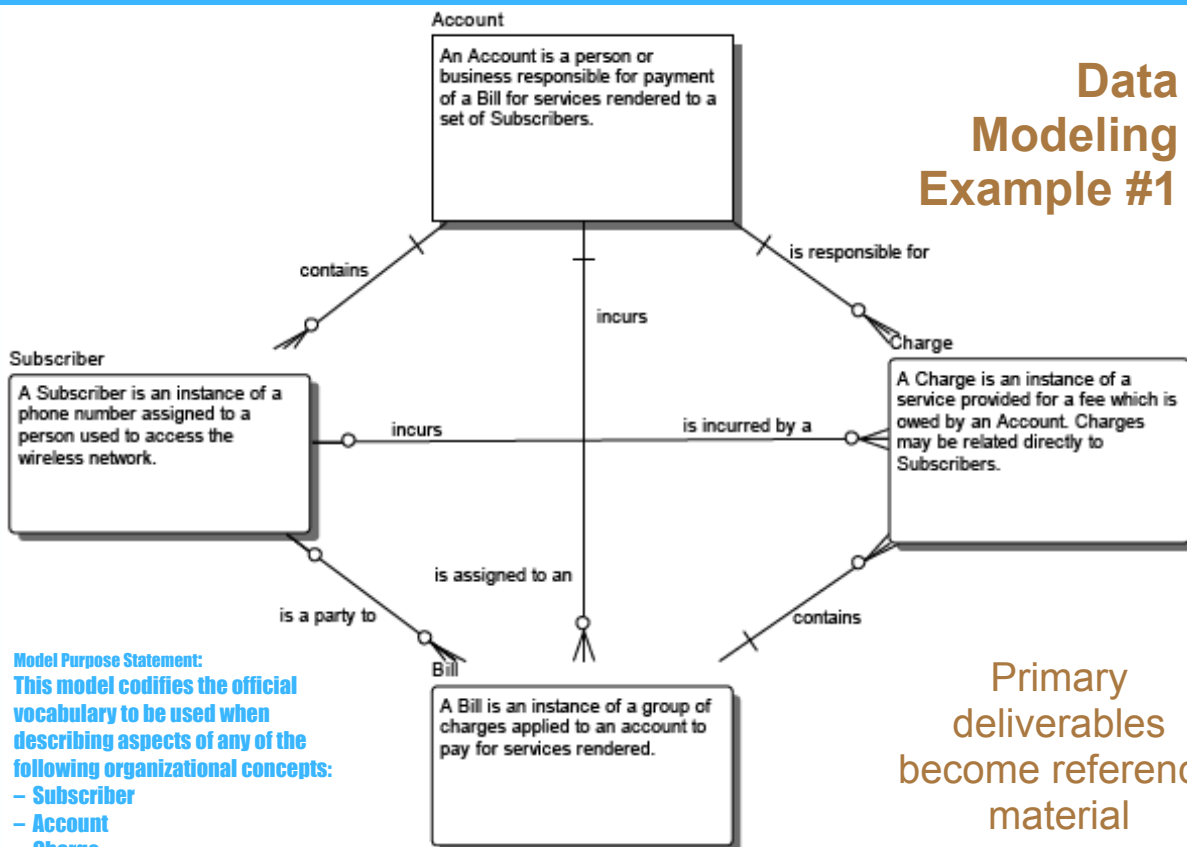 Account
An Account is a person or
business responsible for payment
of a Bill for services rendered to a
set of Subscribers.
Data
Modeling
Example #1
contains
is responsible for
incurs
Subscriber
A Subscriber is an instance of a
phone number assigned to a
person used to access the
wireless network.
incurs
is incurred by a
Charge
A Charge is an instance of a
service provided for a fee which is
owed by an Account. Charges
may be related directly to
Subscribers.
is assigned to an
is a party to
contains
Bill
A Bill is an instance of a group of
charges applied to an account to
pay for services rendered.
Model Purpose Statement:
This model codifies the official
vocabulary to be used when
describing aspects of any of the
following organizational concepts:
– Subscriber
– Account
Charge
Primary
deliverables
become referenc
material